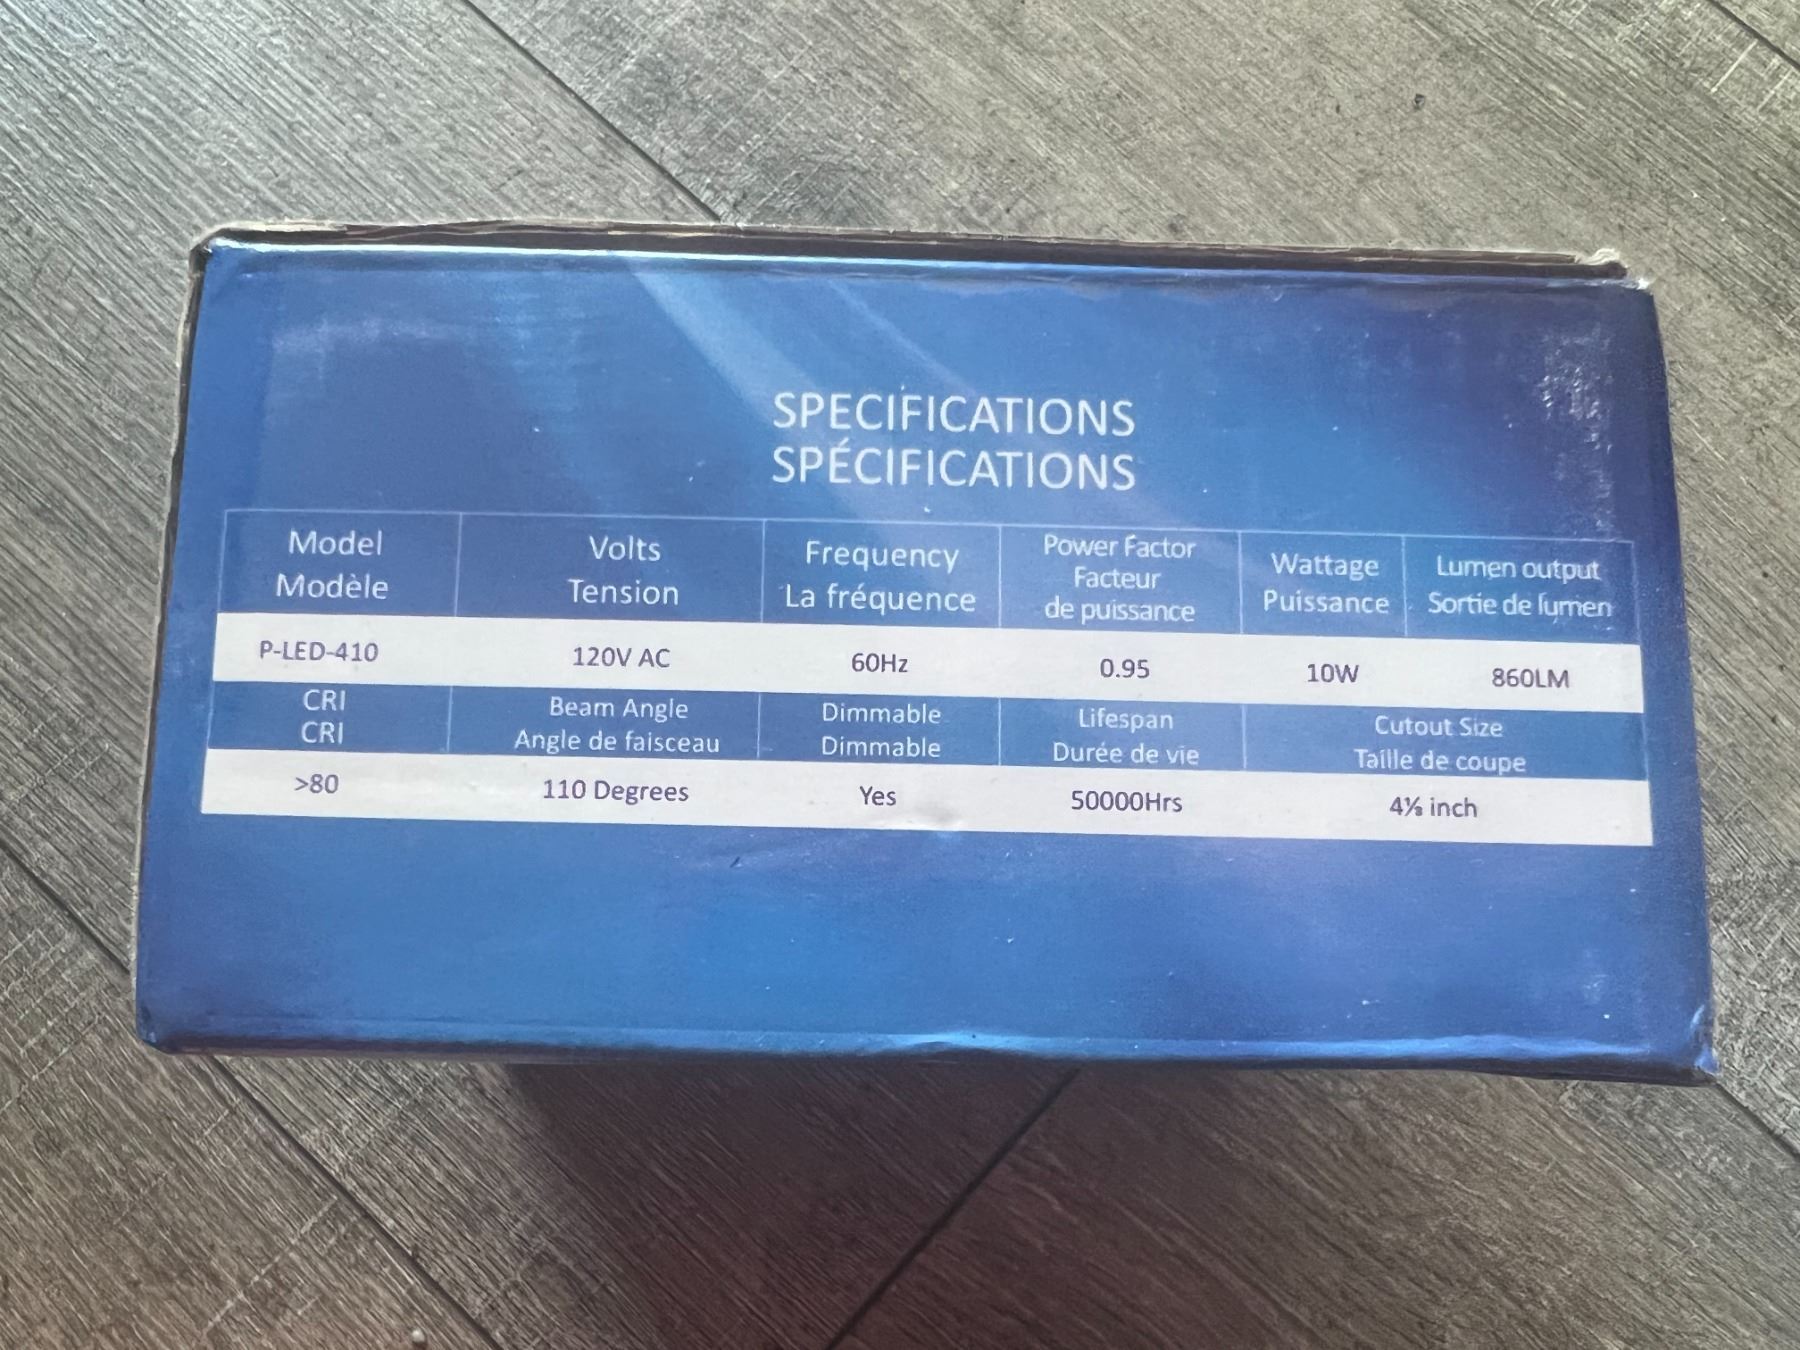 SPECIFICATIONS
SPÉCIFICATIONS
Model Volts Frequency Power Factor Wattage Lumen output
Modèle Tension La fréquence Facteur de puissance Puissance Sortie de lumen
P-LED-410 120V AC 60Hz 0.95 10W 860LM
CRI Beam Angle Dimmable Lifespan Cutout Size
CRI Angle de faisceau Dimmable Durée de vie Taille de coupe
>80 110 Degrees Yes 50000Hrs 4⅛ inch